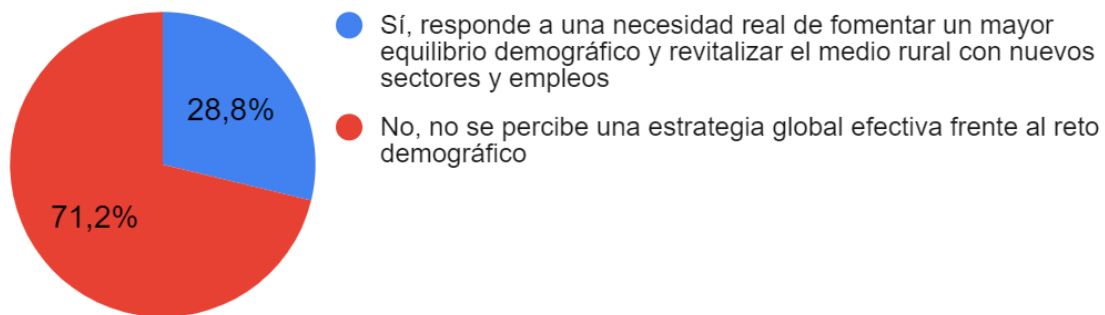 Sí, responde a una necesidad real de fomentar un mayor
equilibrio demográfico y revitalizar el medio rural con nuevos
sectores y empleos
No, no se percibe una estrategia global efectiva frente al reto
demográfico
28,8%
71,2%